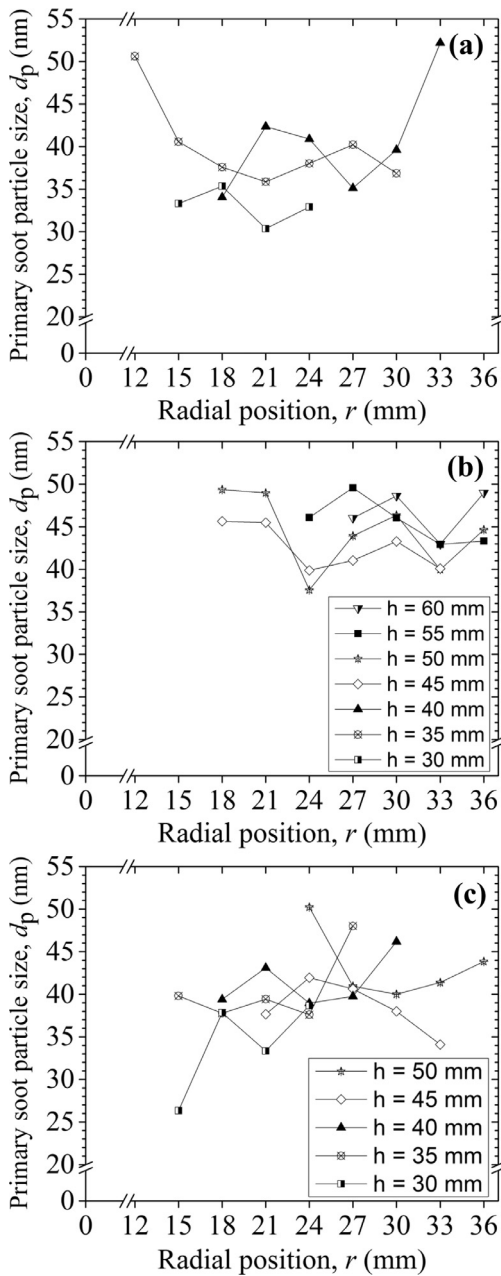 (a)
Primary soot particle size, dp (nm)
55
50
45
40
35
30
25
20
0
0 12 15 18 21 24 27 30 33 36
Radial position, r (mm)
(b)
Primary soot particle size, dp (nm)
55
50
45
40
35
30
25
20
0
h = 60 mm
h = 55 mm
h = 50 mm
h = 45 mm
h = 40 mm
h = 35 mm
h = 30 mm
0 12 15 18 21 24 27 30 33 36
Radial position, r (mm)
(c)
Primary soot particle size, dp (nm)
55
50
45
40
35
30
25
20
0
h = 50 mm
h = 45 mm
h = 40 mm
h = 35 mm
h = 30 mm
0 12 15 18 21 24 27 30 33 36
Radial position, r (mm)